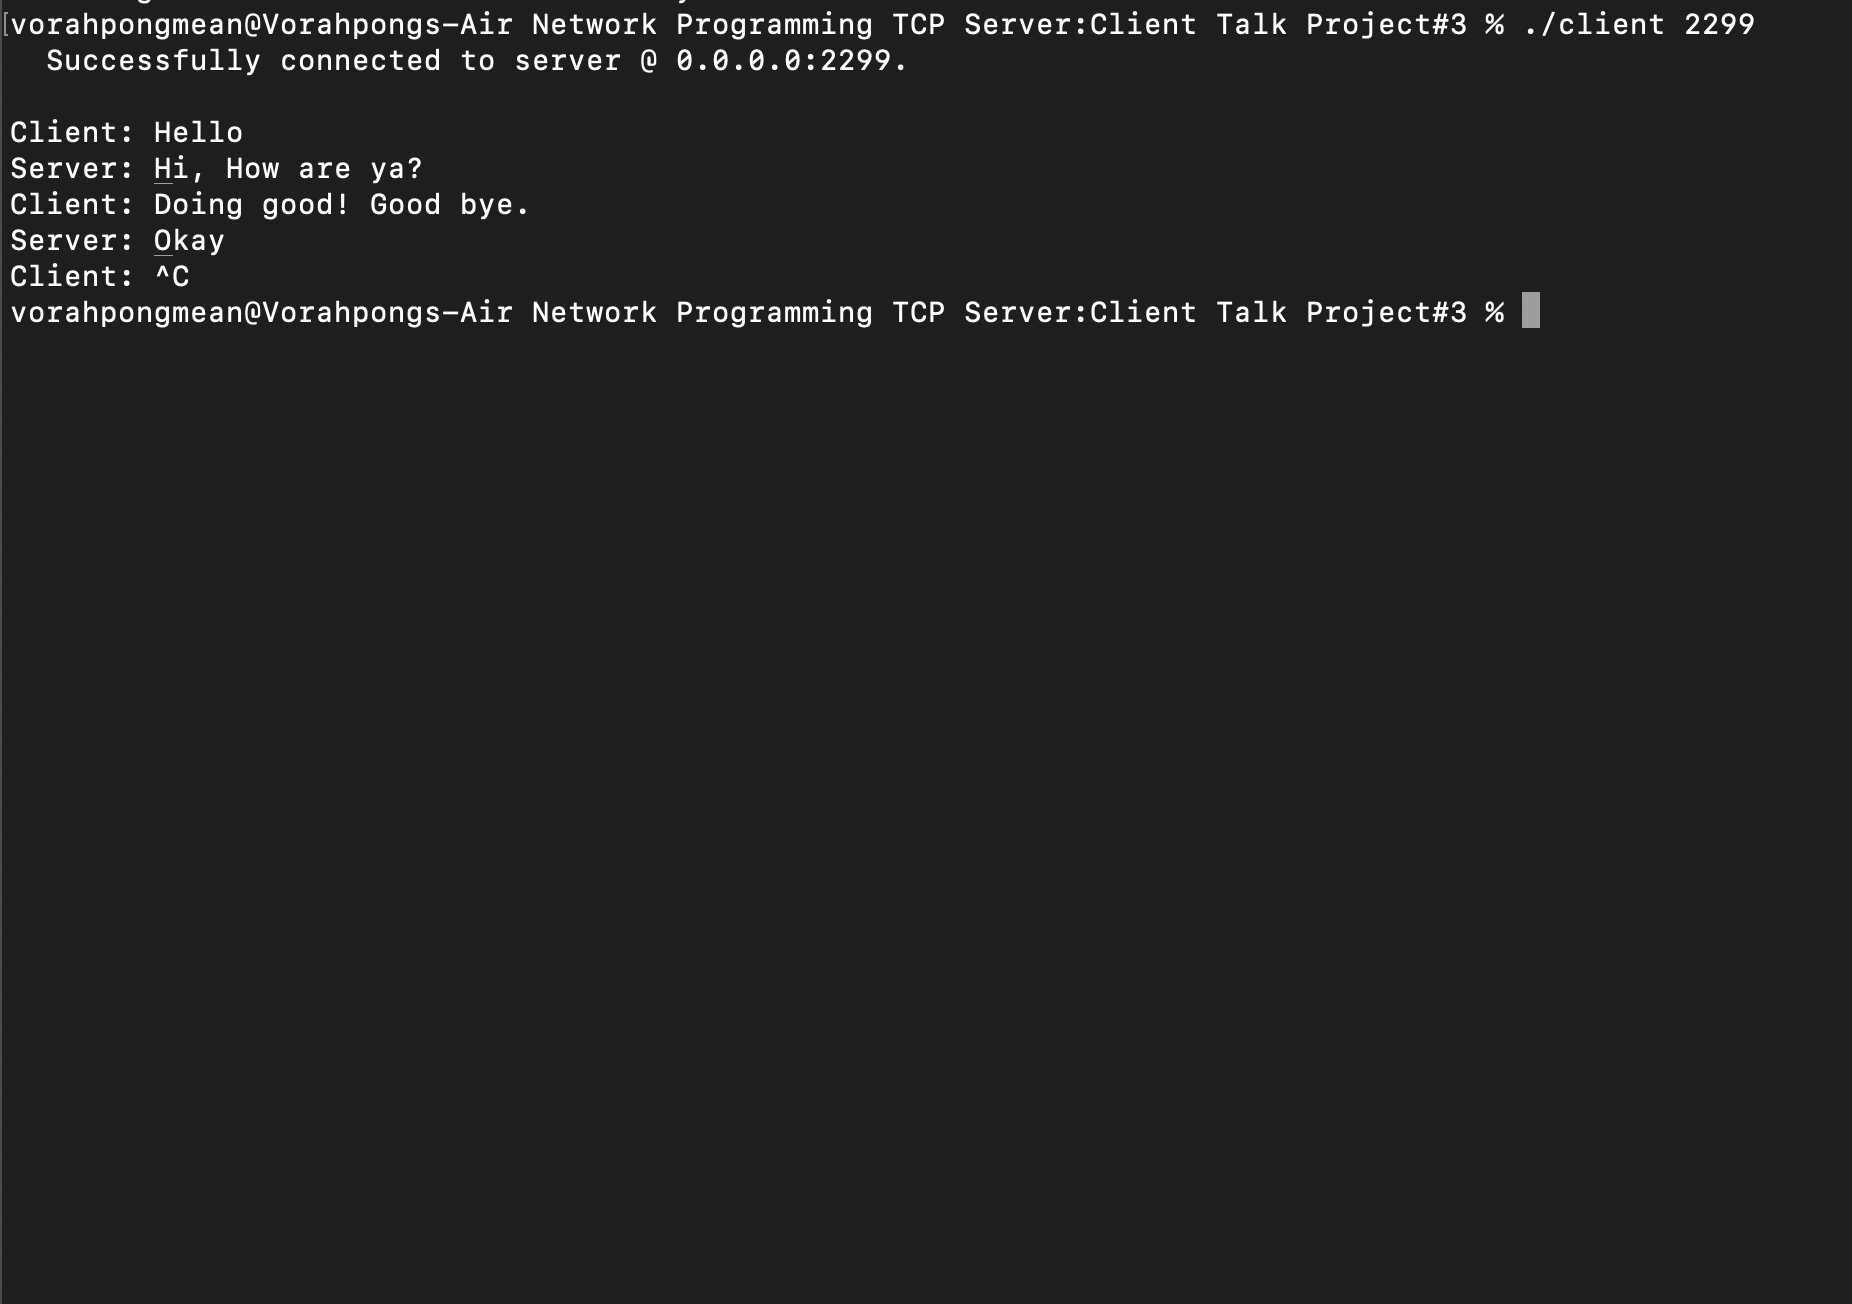 [vorahpongmean@Vorahpongs-Air Network Programming TCP Server:Client Talk Project#3 % ./client 2299
Successfully connected to server @ 0.0.0.0:2299.
Client: Hello
Server: Hi, How are ya?
Client: Doing good! Good bye.
Server: Okay
Client: ^C
vorahpongmean@Vorahpongs-Air Network Programming TCP Server:Client Talk Project#3 %